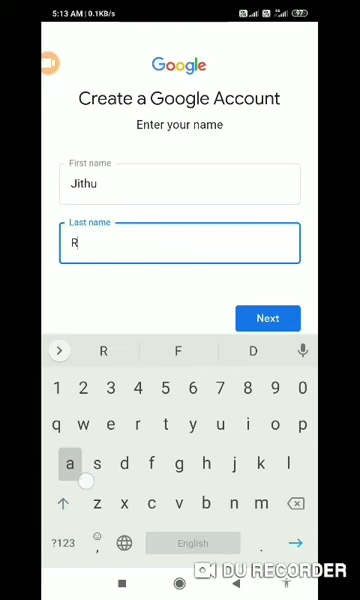 5:13 AM | 0.1KB/s
97
Google
Create a Google Account
Enter your name
First name
Jithu
Last name
R
Next
R F D
1 2 3 4 5 6 7 8 9 0
q w e r t y u i o p
a s d f g h j k l
z x c v b n m
?123 , English .
DU RECORDER